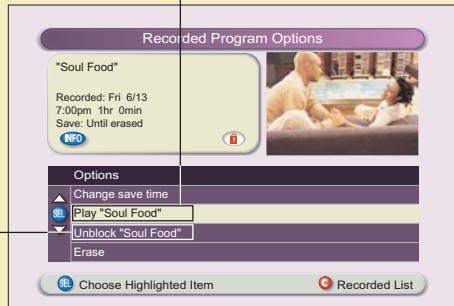 Recorded Program Options
"Soul Food"
Recorded: Fri 6/13
7:00pm 1hr 0min
Save: Until erased
INFO
Options
Change save time
SEL Play "Soul Food"
Unblock "Soul Food"
Erase
SEL Choose Highlighted Item C Recorded List